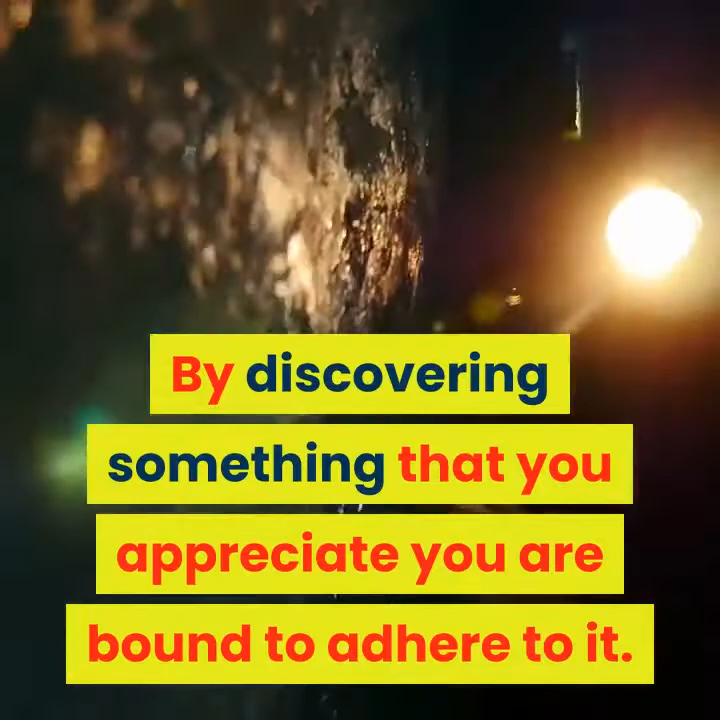 By discovering
something that you
appreciate you are
bound to adhere to it.